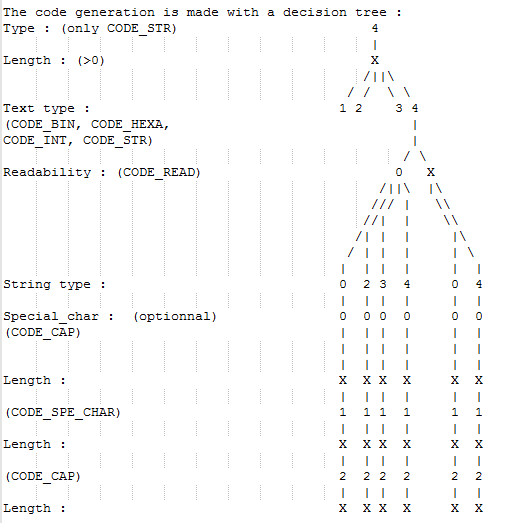 The code generation is made with a decision tree :
Type : (only CODE_STR) 4
|
Length : (>0) X
/||\
/ / \ \
Text type : 1 2 3 4
(CODE_BIN, CODE_HEXA, |
CODE_INT, CODE_STR) |
/ \
Readability : (CODE_READ) 0 X
/||\ |\
/// | \\
//| | \\
/| | | |\
/ | | | | \
| | | | | |
String type : 0 2 3 4 0 4
| | | | | |
Special_char : (optionnal) 0 0 0 0 0 0
(CODE_CAP) | | | | | |
| | | | | |
| | | | | |
Length : X X X X X X
| | | | | |
(CODE_SPE_CHAR) 1 1 1 1 1 1
| | | | | |
Length : X X X X X X
| | | | | |
(CODE_CAP) 2 2 2 2 2 2
| | | | | |
Length : X X X X X X